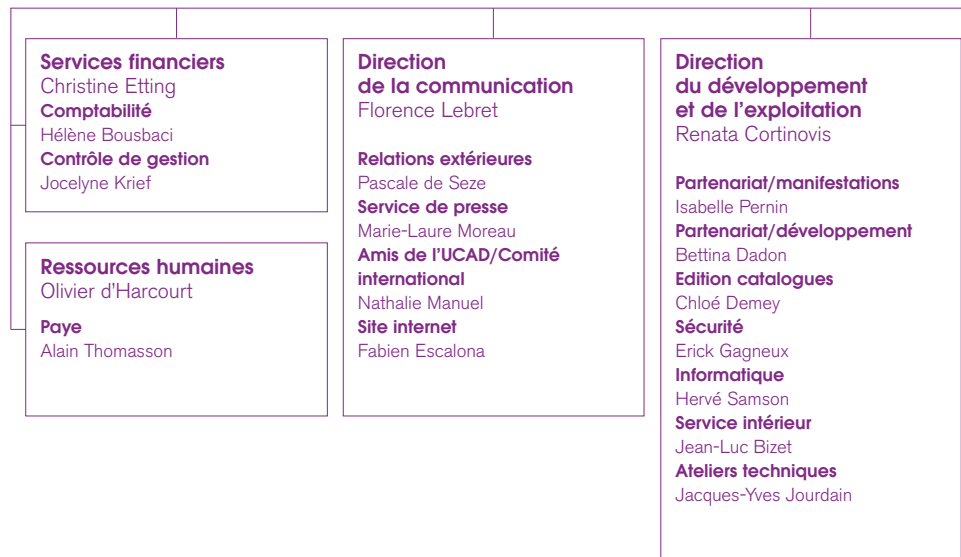 Services financiers
Christine Etting
Comptabilité
Hélène Bousbaci
Contrôle de gestion
Jocelyne Krief
Ressources humaines
Olivier d'Harcourt
Paye
Alain Thomasson
Direction
de la communication
Florence Lebret
Relations extérieures
Pascale de Seze
Service de presse
Marie-Laure Moreau
Amis de l'UCAD/Comité
international
Nathalie Manuel
Site internet
Fabien Escalona
Direction
du développement
et de l'exploitation
Renata Cortinovis
Partenariat/manifestations
Isabelle Pernin
Partenariat/développement
Bettina Dadon
Edition catalogues
Chloé Demey
Sécurité
Erick Gagneux
Informatique
Hervé Samson
Service intérieur
Jean-Luc Bizet
Ateliers techniques
Jacques-Yves Jourdain